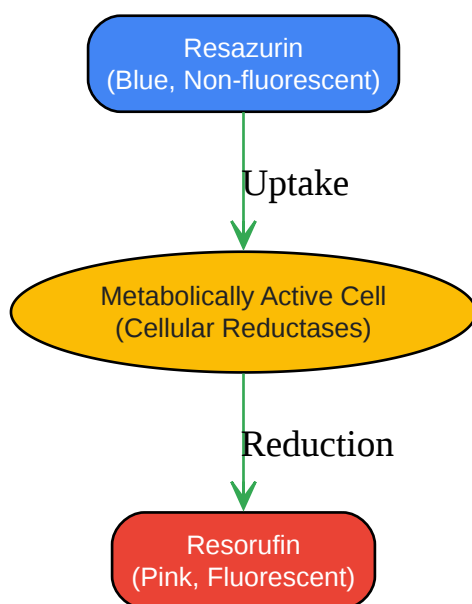 Resazurin
(Blue, Non-fluorescent)
Uptake
Metabolically Active Cell
(Cellular Reductases)
Reduction
Resorufin
(Pink, Fluorescent)